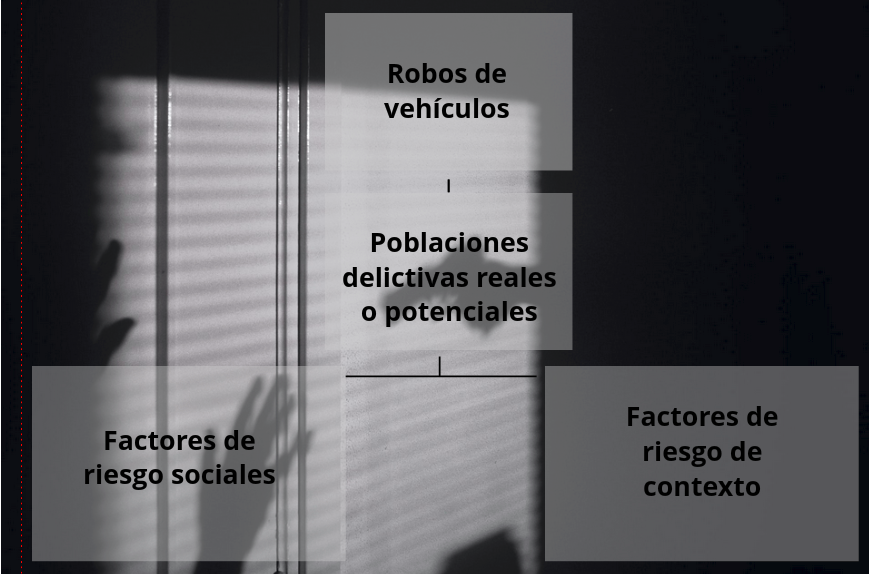 Robos de
vehículos
Poblaciones
delictivas reales
o potenciales
Factores de
riesgo sociales
Factores de
riesgo de
contexto